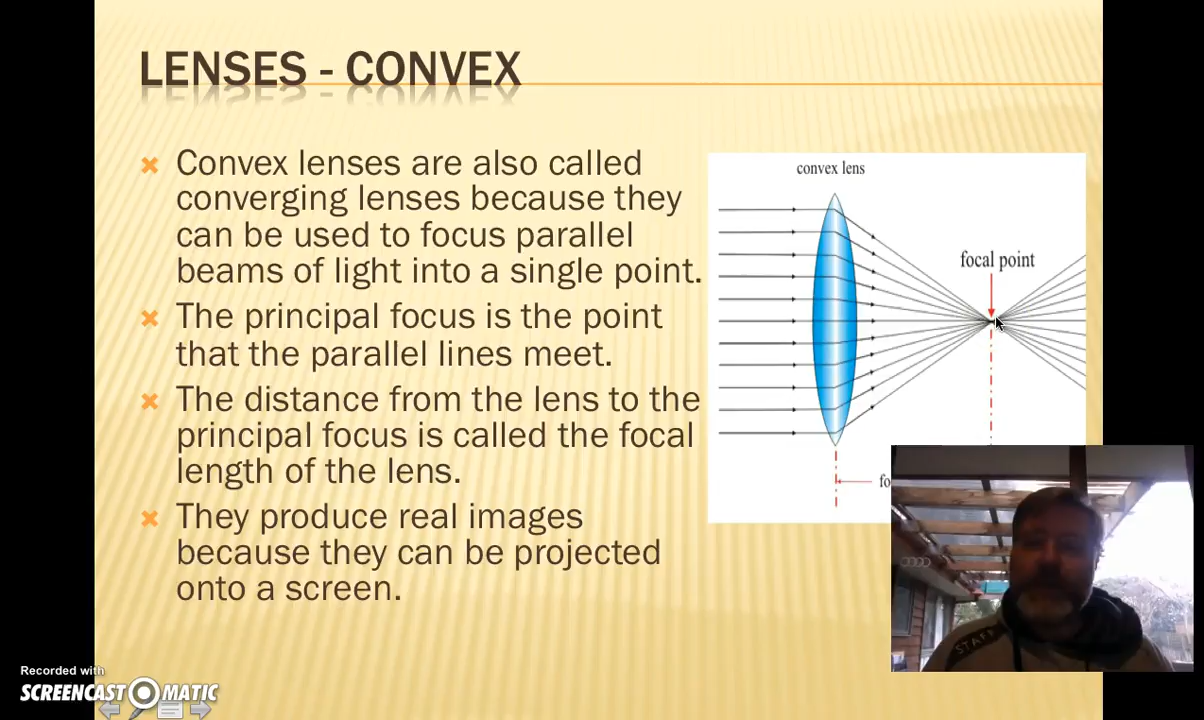 LENSES - CONVEX
Convex lenses are also called
converging lenses because they
can be used to focus parallel
beams of light into a single point.
The principal focus is the point
that the parallel lines meet.
The distance from the lens to the
principal focus is called the focal
length of the lens.
They produce real images
because they can be projected
onto a screen.
convex lens
focal point
fo
STAFF
Recorded with
SCREENCAST MATIC